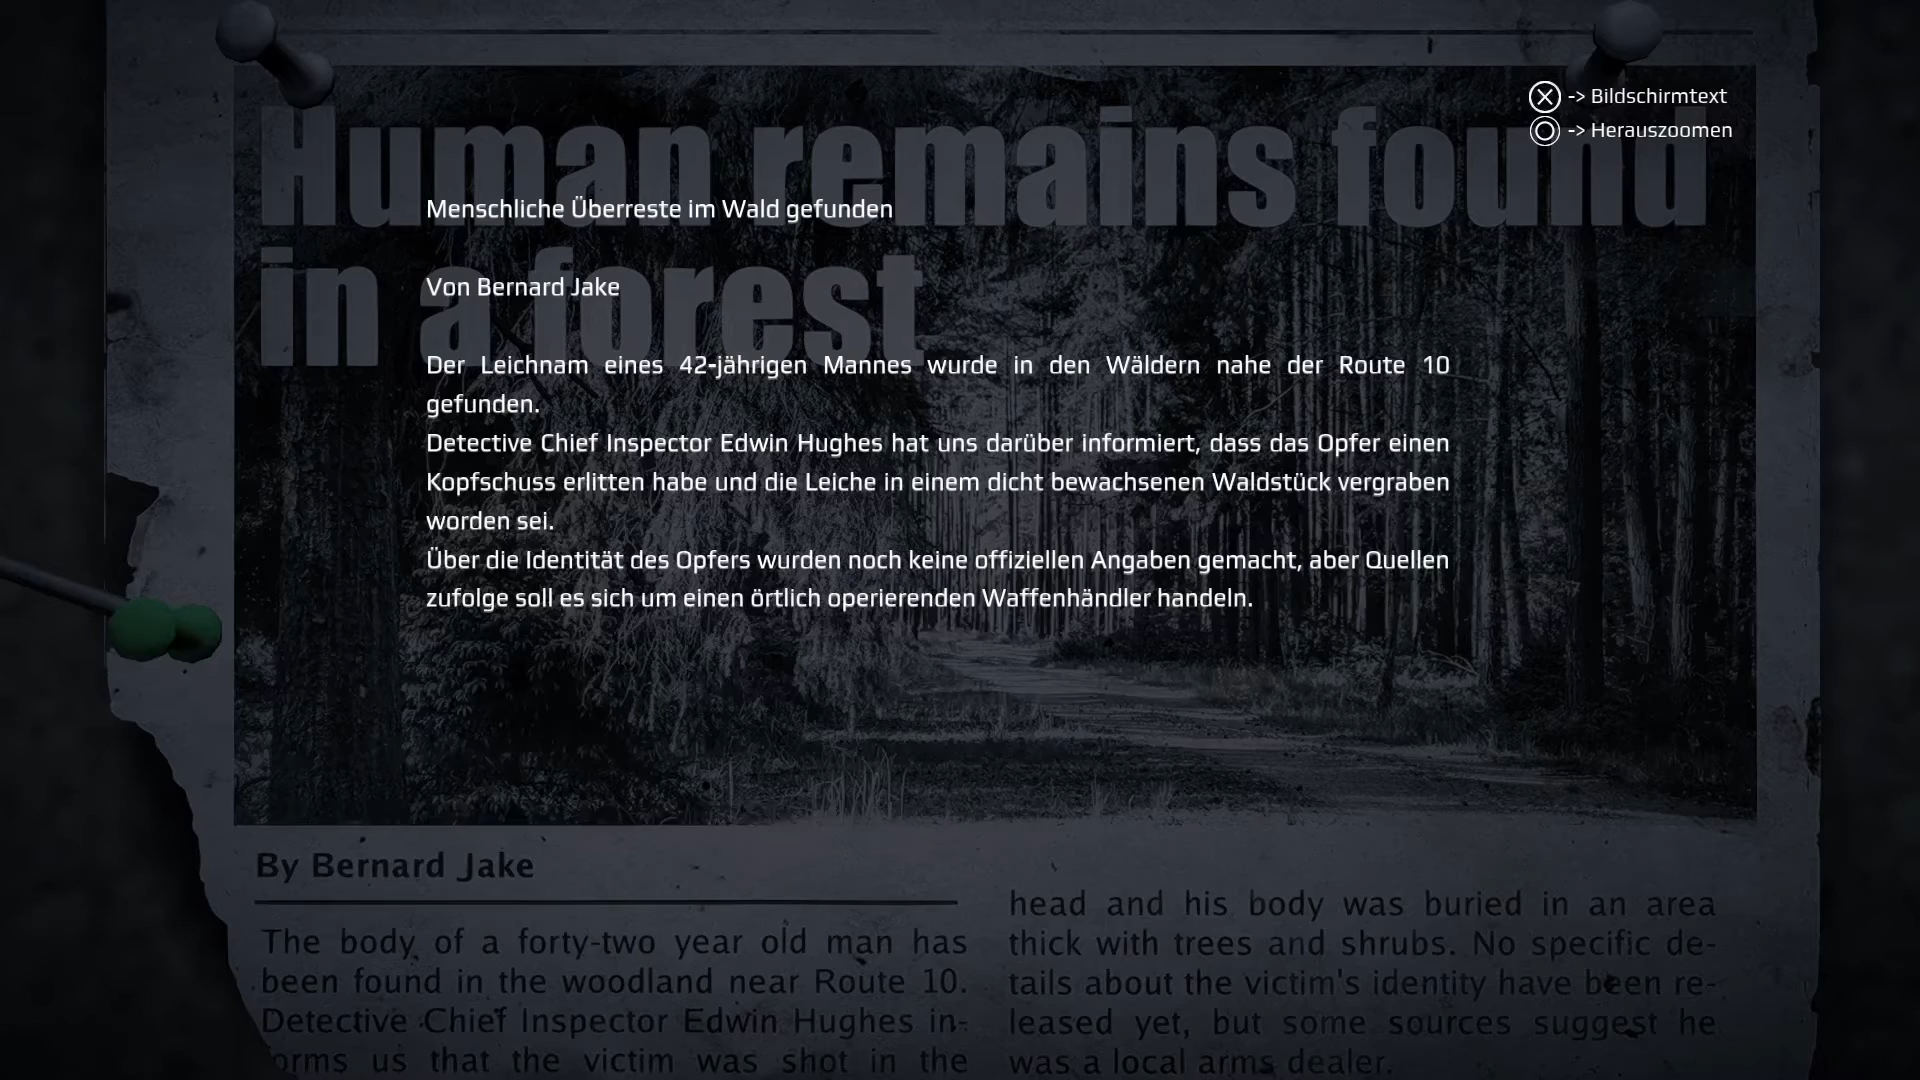 Human remains found
in a forest
-> Bildschirmtext
-> Herauszoomen
Menschliche Überreste im Wald gefunden
Von Bernard Jake
Der Leichnam eines 42-jährigen Mannes wurde in den Wäldern nahe der Route 10
gefunden.
Detective Chief Inspector Edwin Hughes hat uns darüber informiert, dass das Opfer einen
Kopfschuss erlitten habe und die Leiche in einem dicht bewachsenen Waldstück vergraben
worden sei.
Über die Identität des Opfers wurden noch keine offiziellen Angaben gemacht, aber Quellen
zufolge soll es sich um einen örtlich operierenden Waffenhändler handeln.
By Bernard Jake
The body of a forty-two year old man has
been found in the woodland near Route 10.
Detective Chief Inspector Edwin Hughes in-
orms us that the victim was shot in the
head and his body was buried in an area
thick with trees and shrubs. No specific de-
tails about the victim's identity have been re-
leased yet, but some sources suggest he
was a local arms dealer.